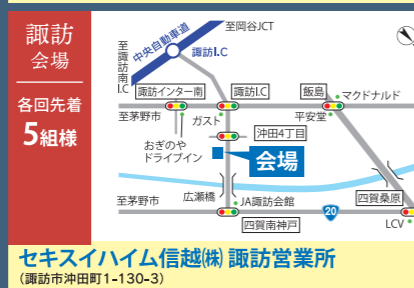 諏訪
会場
各回先着
5組様
至岡谷JCT
中央自動車道
諏訪I.C
至諏訪南I.C
諏訪インター南
諏訪I.C
飯島
マクドナルド
至茅野市
ガスト
平安堂
沖田4丁目
おぎのや
ドライブイン
会場
広瀬橋
JA諏訪会館
四賀桑原
至茅野市
20
四賀南神戸
LCV
セキスイハイム信越㈱ 諏訪営業所
(諏訪市沖田町1-130-3)